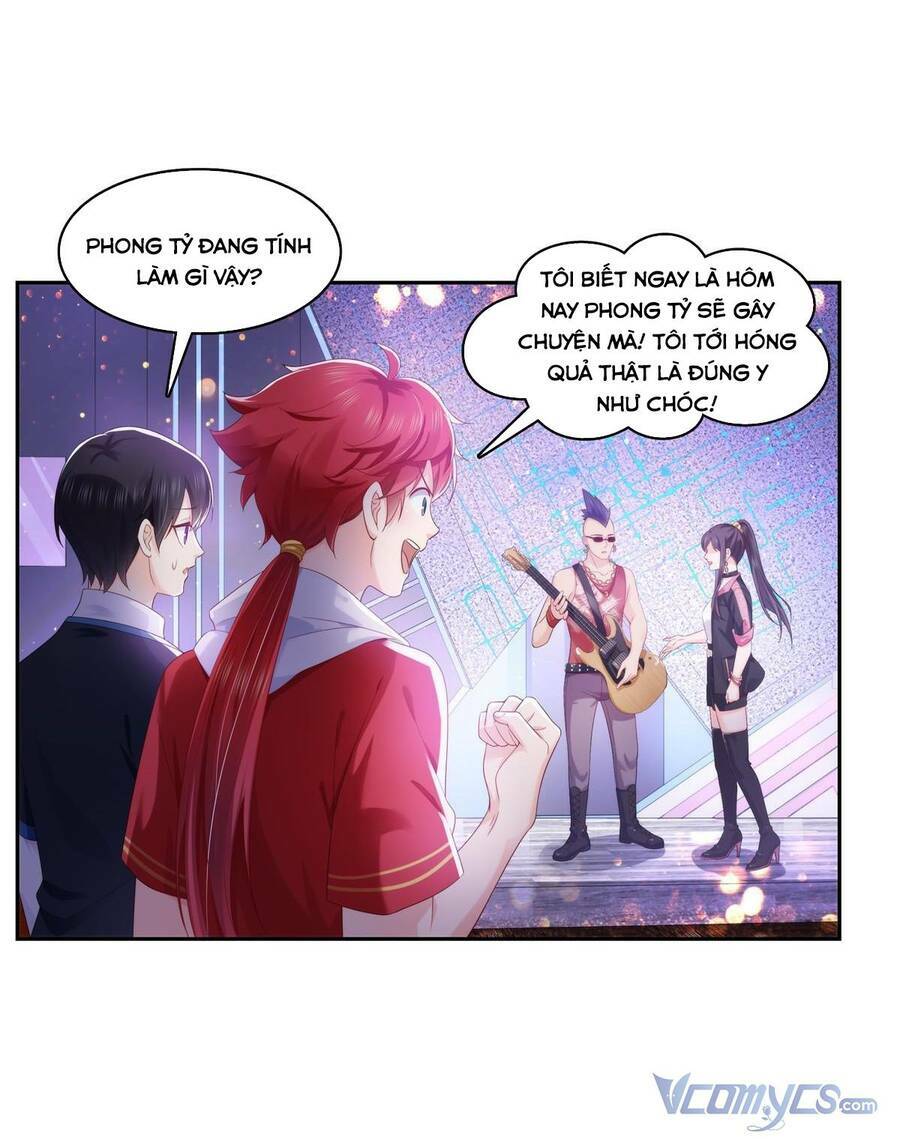 PHONG TỶ ĐANG TÍNH
LÀM GÌ VẬY?
TÔI BIẾT NGAY LÀ HÔM
NAY PHONG TỶ SẼ GÂY
CHUYỆN MÀ! TÔI TỚI HÓNG
QUẢ THẬT LÀ ĐÚNG Y
NHƯ CHÓC!
VCOMYCS.com